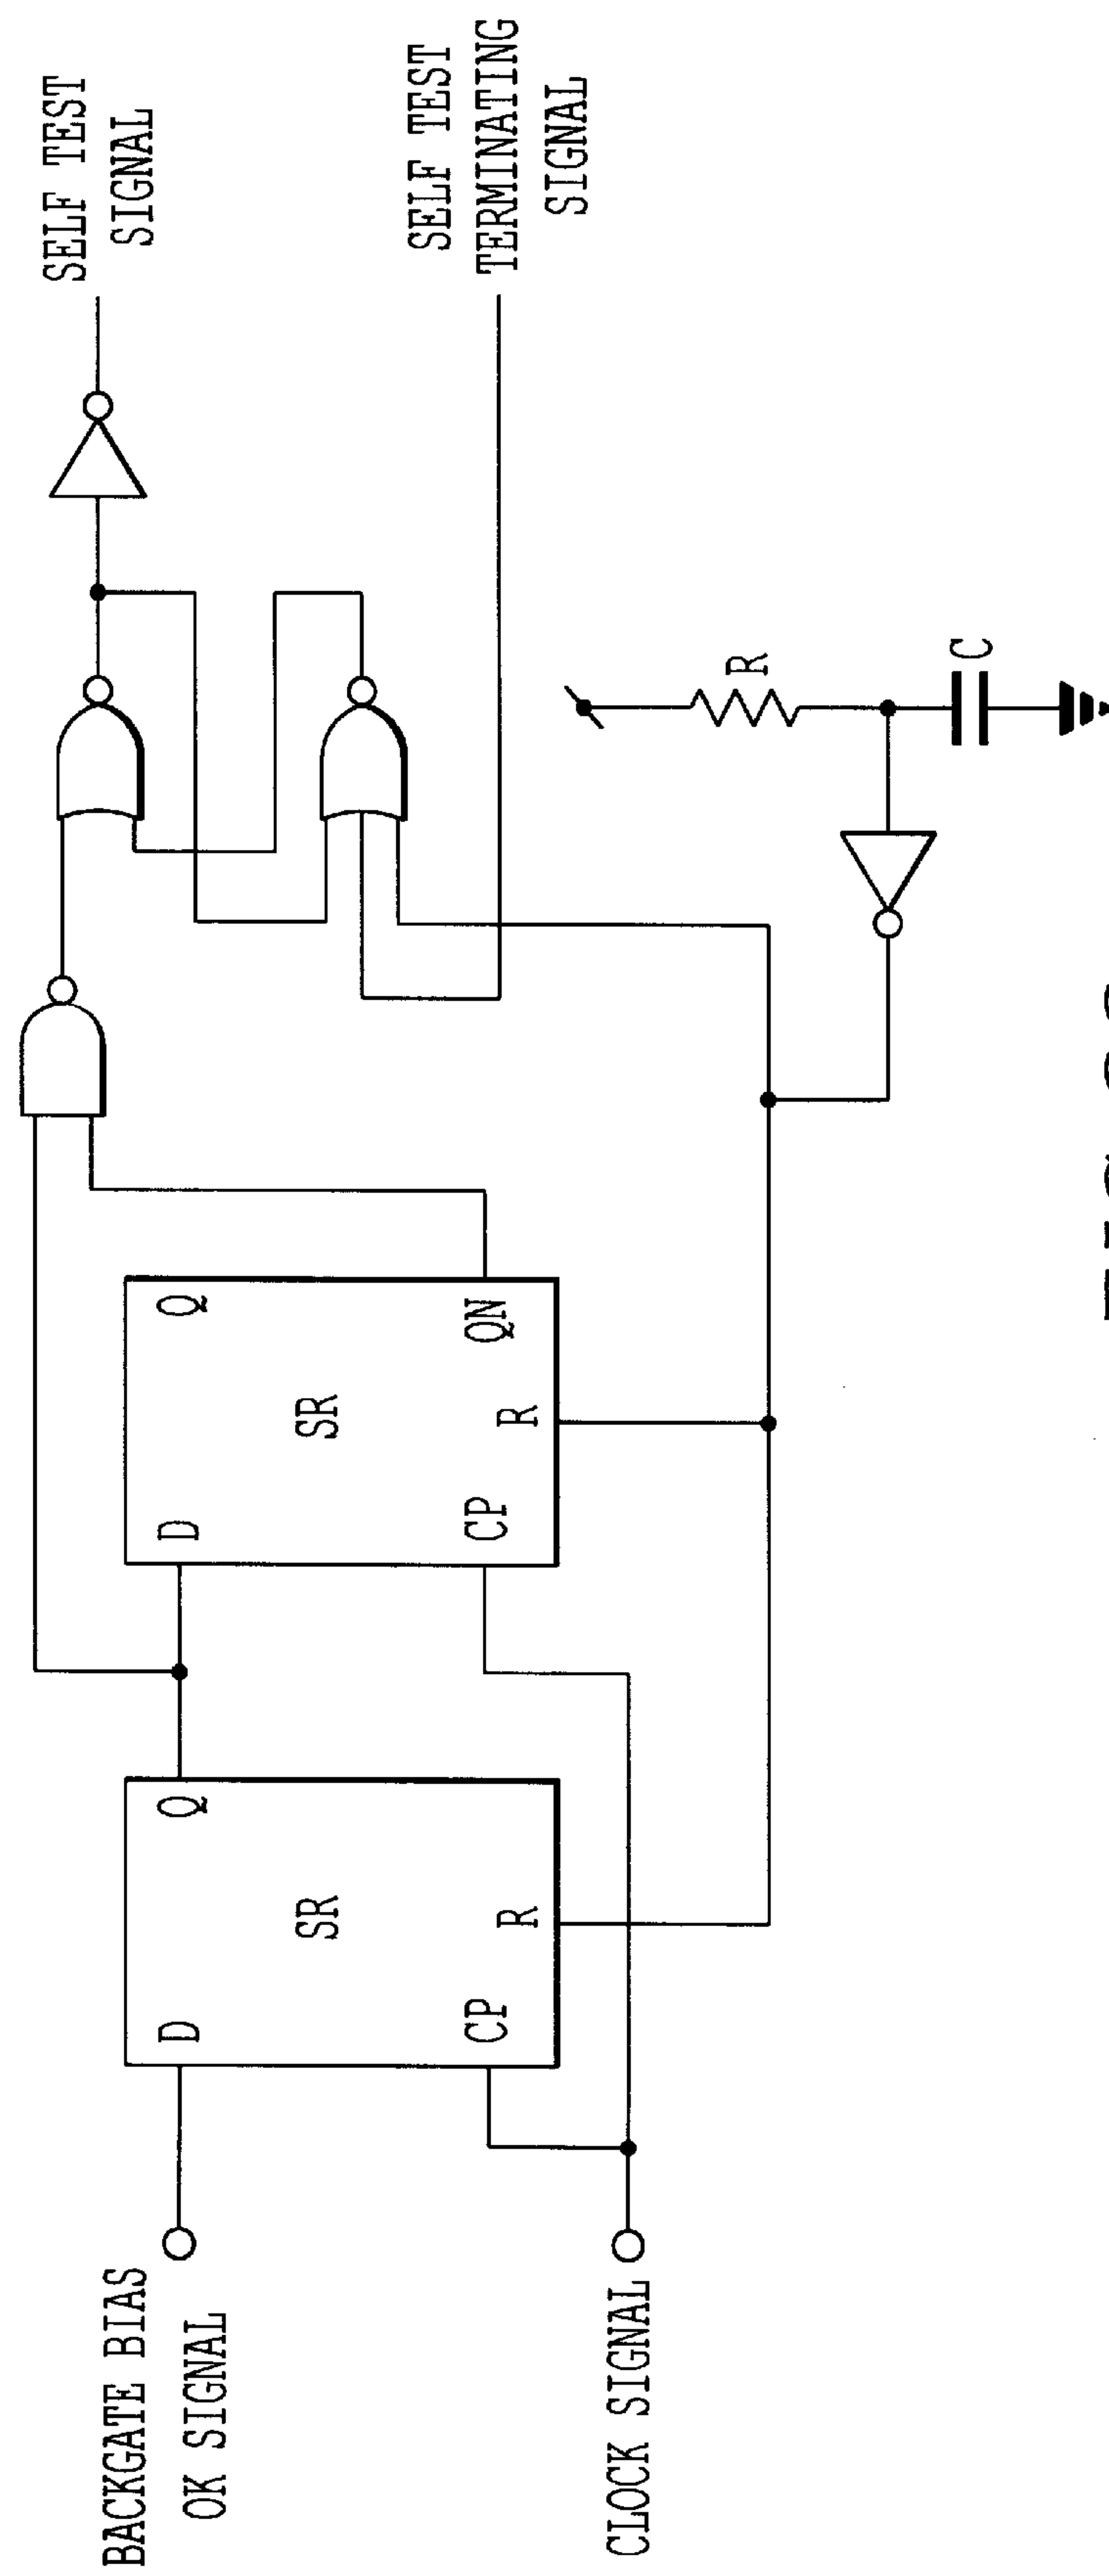 BACKGATE BIAS
OK SIGNAL
CLOCK SIGNAL
D
Q
SR
CP
R
D
Q
SR
CP
QN
R
SELF TEST
SIGNAL
SELF TEST
TERMINATING
SIGNAL
R
C